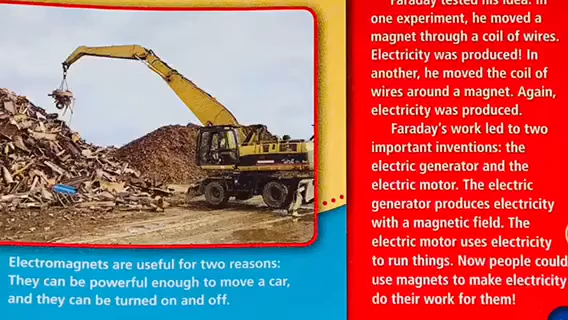 Faraday tested his idea. In
one experiment, he moved a
magnet through a coil of wires.
Electricity was produced! In
another, he moved the coil of
wires around a magnet. Again,
electricity was produced.
Faraday's work led to two
important inventions: the
electric generator and the
electric motor. The electric
generator produces electricity
with a magnetic field. The
electric motor uses electricity
to run things. Now people could
use magnets to make electricity
do their work for them!
Electromagnets are useful for two reasons:
They can be powerful enough to move a car,
and they can be turned on and off.